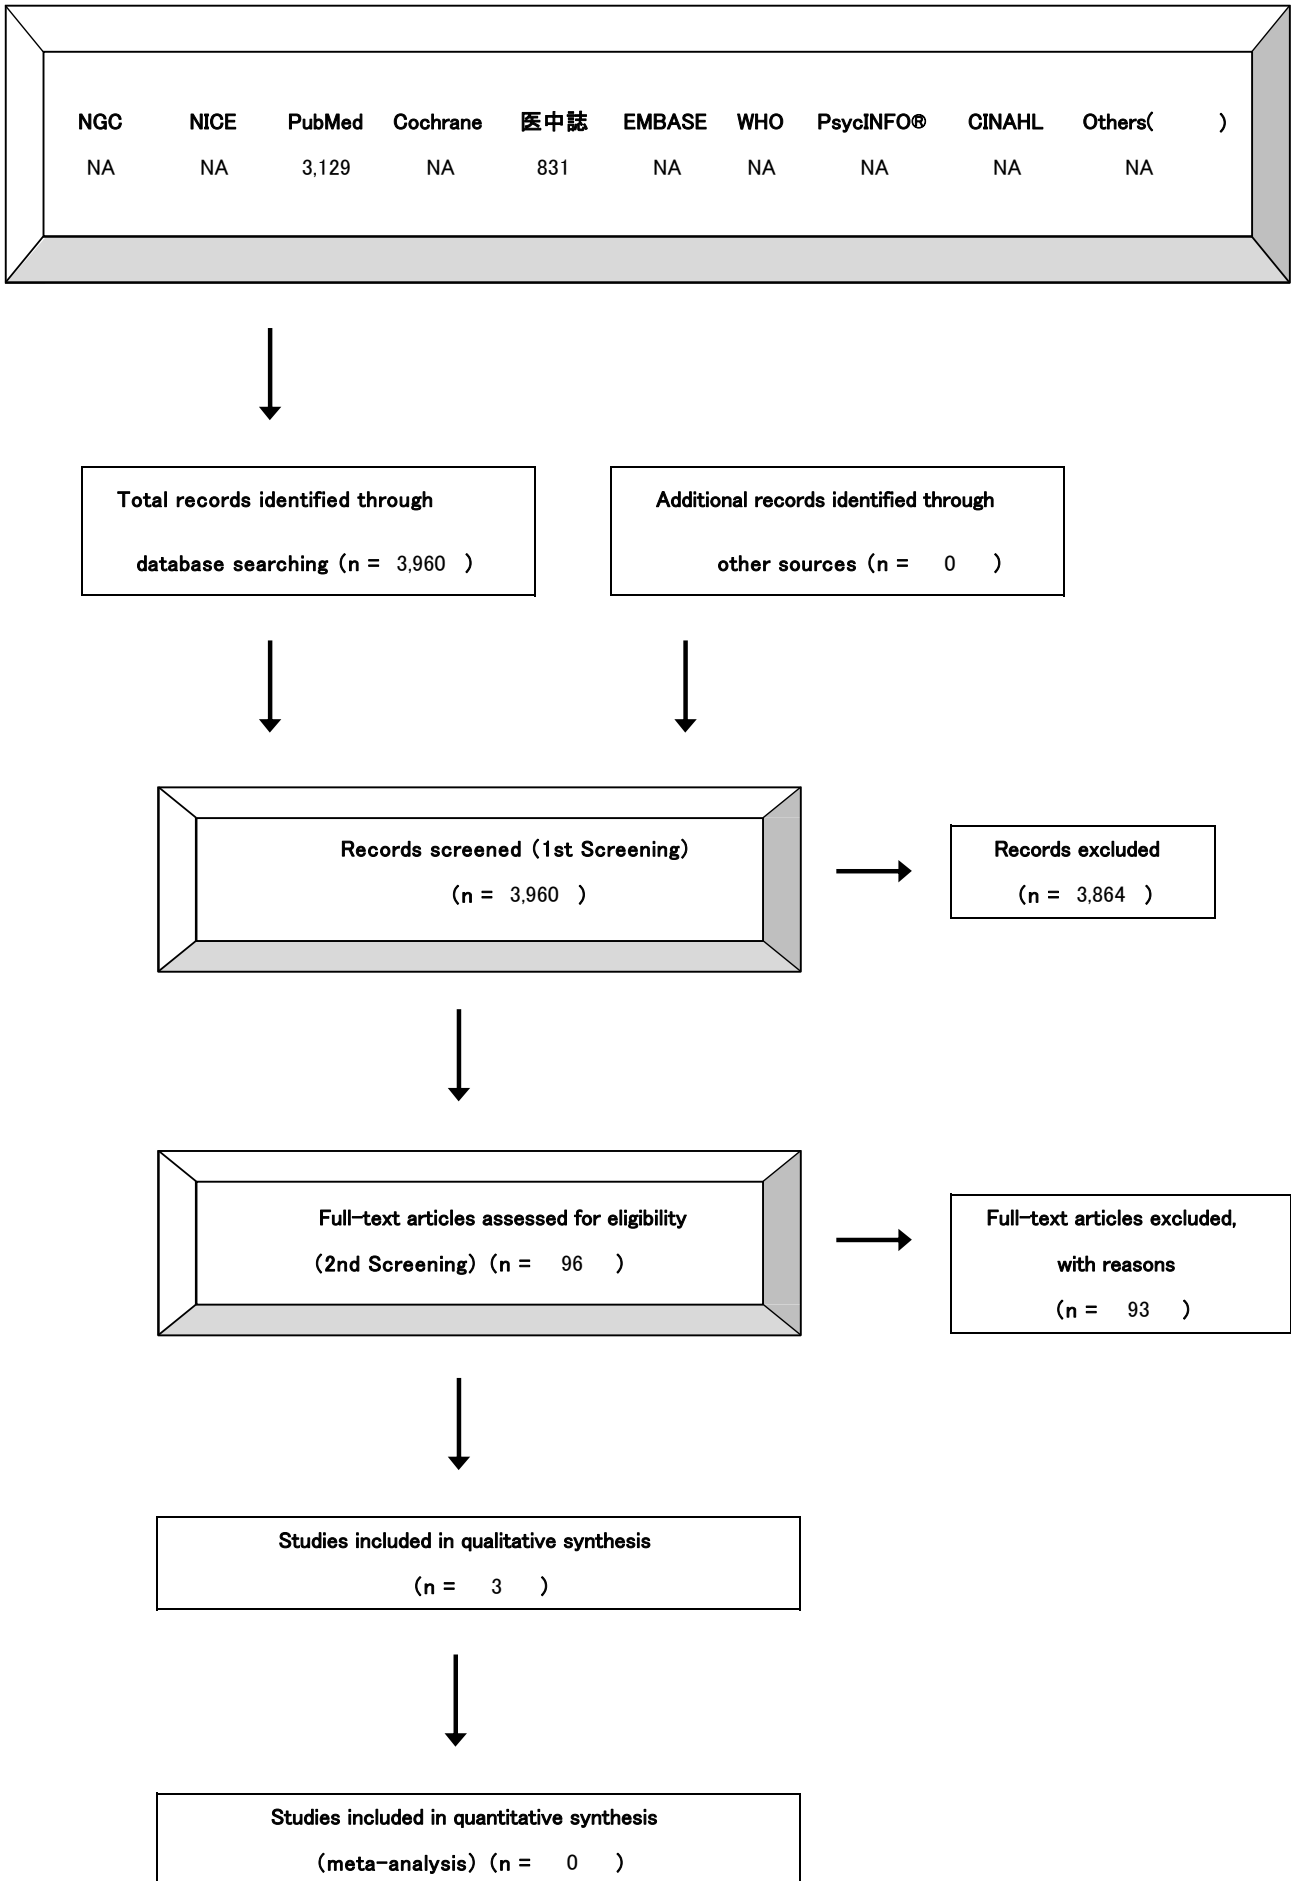 NGC NICE PubMed Cochrane 医中誌 EMBASE WHO PsycINFO® CINAHL Others( )
NA NA 3,129 NA 831 NA NA NA NA NA
Total records identified through
database searching (n = 3,960 )
Additional records identified through
other sources (n = 0 )
Records screened (1st Screening)
(n = 3,960 )
Records excluded
(n = 3,864 )
Full-text articles assessed for eligibility
(2nd Screening) (n = 96 )
Full-text articles excluded,
with reasons
(n = 93 )
Studies included in qualitative synthesis
(n = 3 )
Studies included in quantitative synthesis
(meta-analysis) (n = 0 )